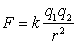 F = k q₁q₂ / r²